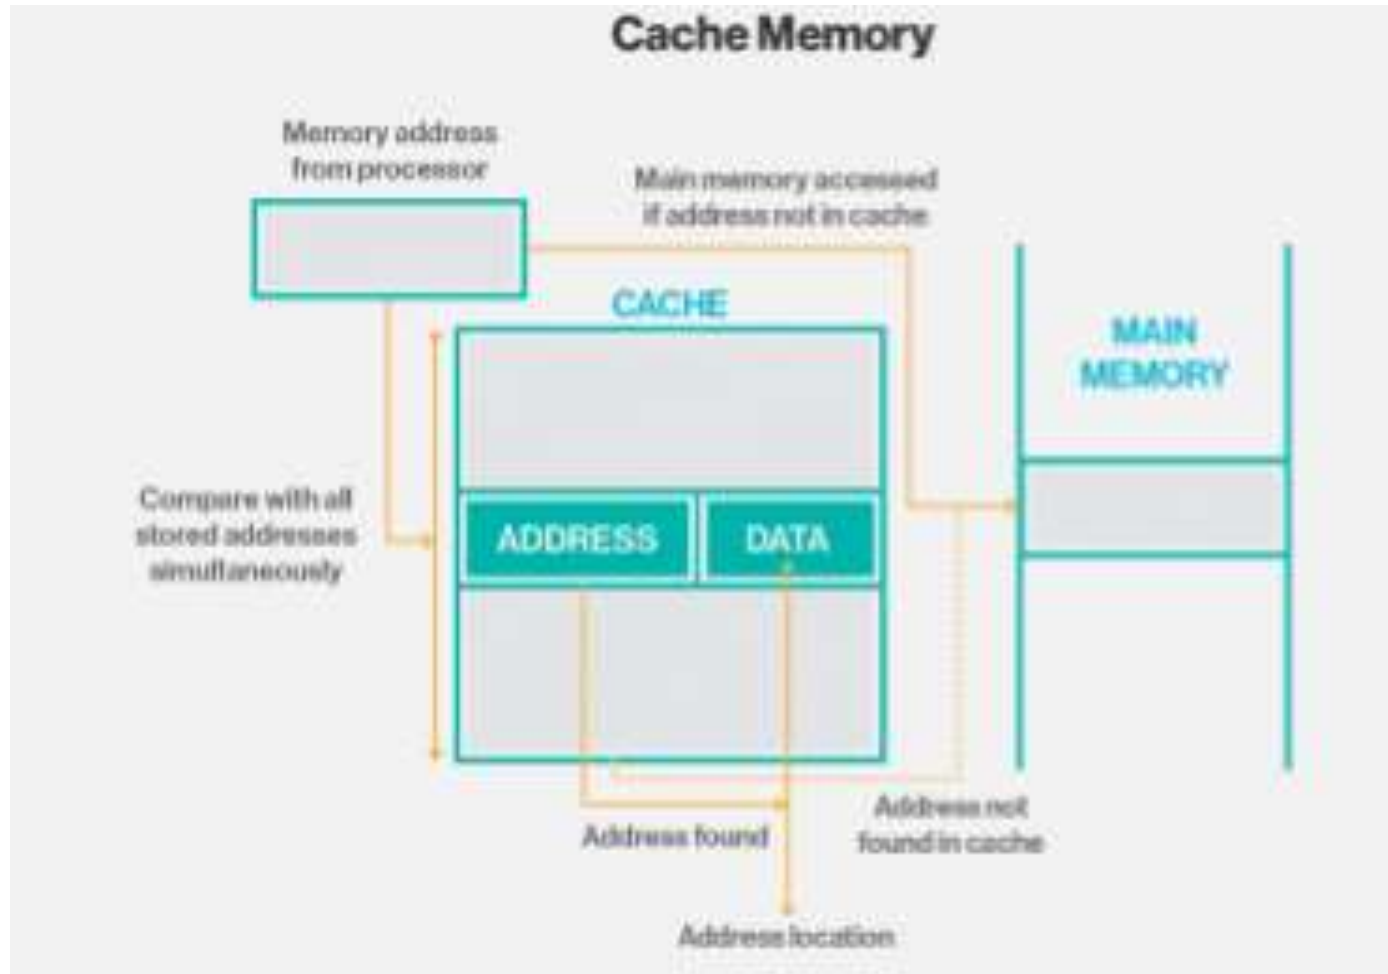 Cache Memory
Memory address
from processor
Main memory accessed
if address not in cache
CACHE
MAIN
MEMORY
Compare with all
stored addresses
simultaneously
ADDRESS
DATA
Address found
Address not
found in cache
Address location